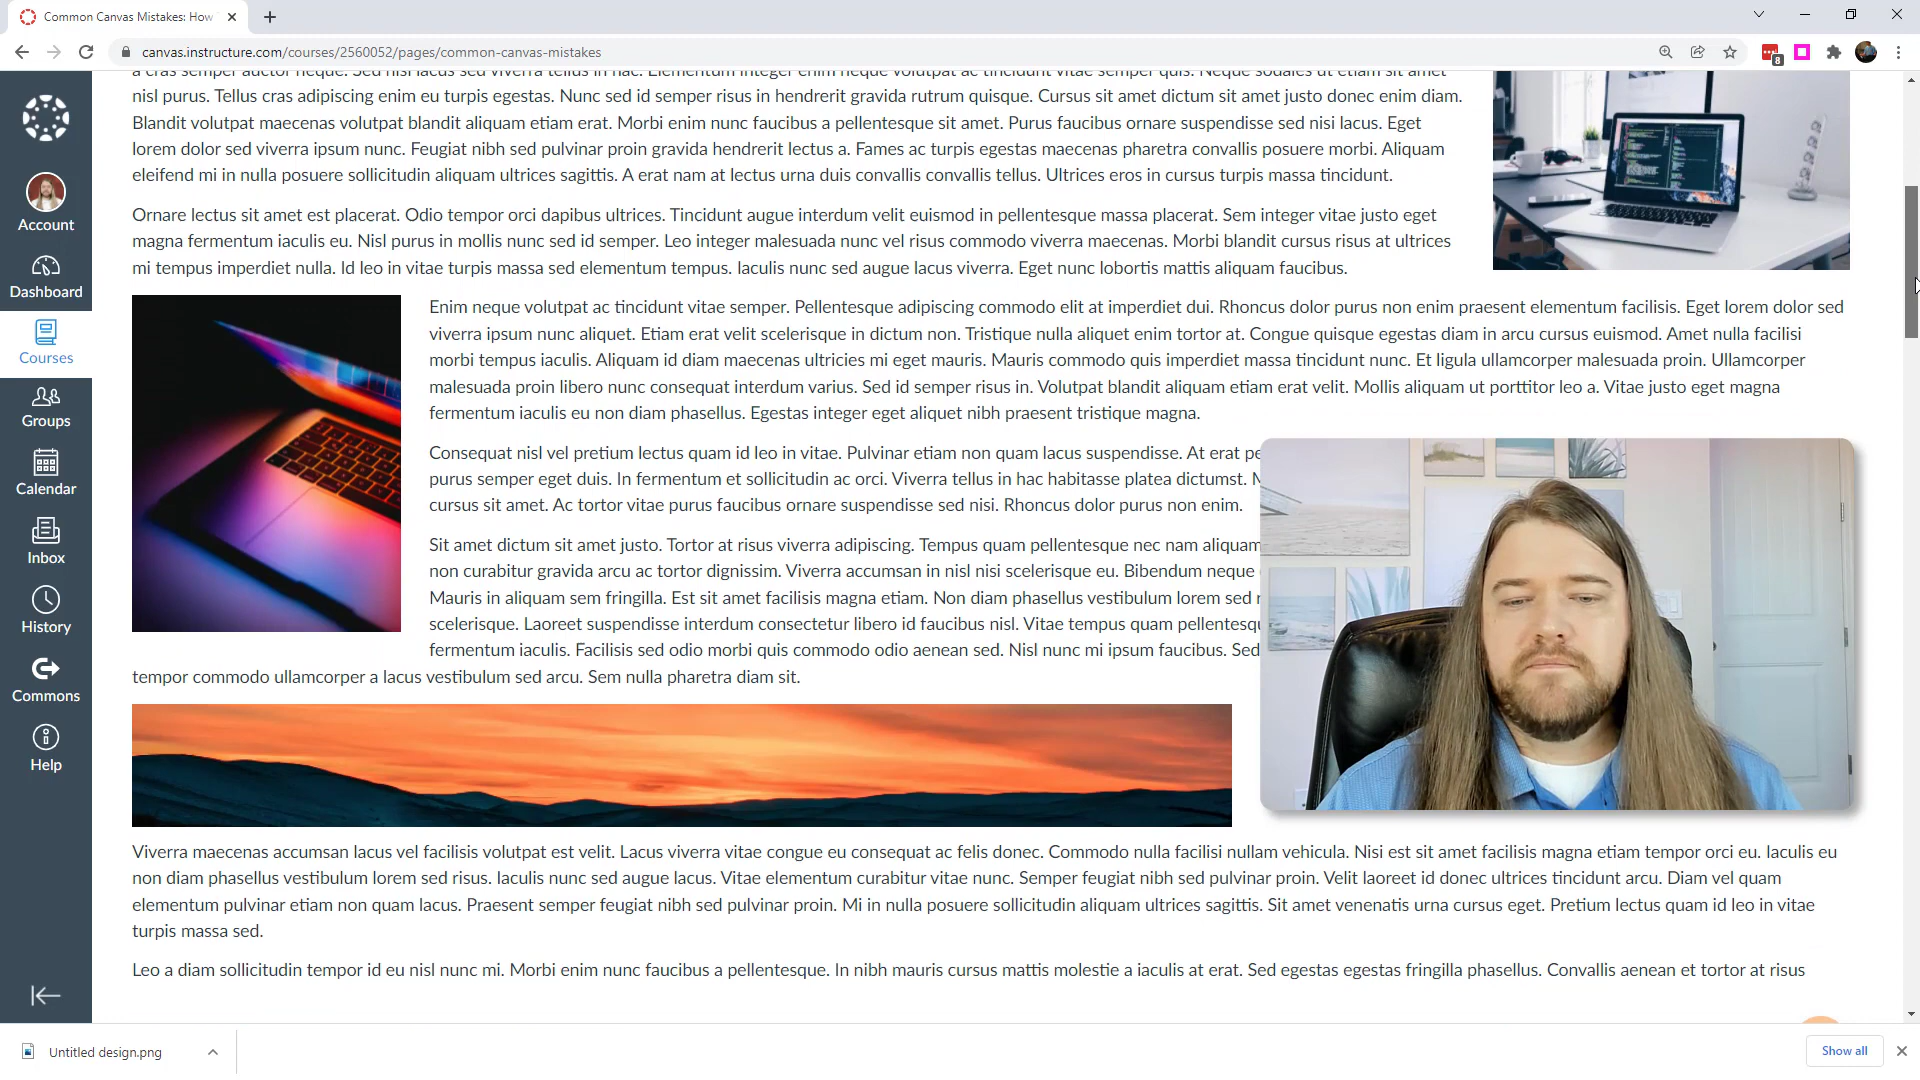 Common Canvas Mistakes: How
canvas.instructure.com/courses/2560052/pages/common-canvas-mistakes
8
a cras semper auctor neque. Sed nisi lacus sed viverra tellus in hac. Elementum integer enim neque volutpat ac tincidunt vitae semper quis. Neque sodales ut etiam sit amet
nisl purus. Tellus cras adipiscing enim eu turpis egestas. Nunc sed id semper risus in hendrerit gravida rutrum quisque. Cursus sit amet dictum sit amet justo donec enim diam.
Blandit volutpat maecenas volutpat blandit aliquam etiam erat. Morbi enim nunc faucibus a pellentesque sit amet. Purus faucibus ornare suspendisse sed nisi lacus. Eget
lorem dolor sed viverra ipsum nunc. Feugiat nibh sed pulvinar proin gravida hendrerit lectus a. Fames ac turpis egestas maecenas pharetra convallis posuere morbi. Aliquam
eleifend mi in nulla posuere sollicitudin aliquam ultrices sagittis. A erat nam at lectus urna duis convallis convallis tellus. Ultrices eros in cursus turpis massa tincidunt.
Ornare lectus sit amet est placerat. Odio tempor orci dapibus ultrices. Tincidunt augue interdum velit euismod in pellentesque massa placerat. Sem integer vitae justo eget
magna fermentum iaculis eu. Nisl purus in mollis nunc sed id semper. Leo integer malesuada nunc vel risus commodo viverra maecenas. Morbi blandit cursus risus at ultrices
mi tempus imperdiet nulla. Id leo in vitae turpis massa sed elementum tempus. Iaculis nunc sed augue lacus viverra. Eget nunc lobortis mattis aliquam faucibus.
Enim neque volutpat ac tincidunt vitae semper. Pellentesque adipiscing commodo elit at imperdiet dui. Rhoncus dolor purus non enim praesent elementum facilisis. Eget lorem dolor sed
viverra ipsum nunc aliquet. Etiam erat velit scelerisque in dictum non. Tristique nulla aliquet enim tortor at. Congue quisque egestas diam in arcu cursus euismod. Amet nulla facilisi
morbi tempus iaculis. Aliquam id diam maecenas ultricies mi eget mauris. Mauris commodo quis imperdiet massa tincidunt nunc. Et ligula ullamcorper malesuada proin. Ullamcorper
malesuada proin libero nunc consequat interdum varius. Sed id semper risus in. Volutpat blandit aliquam etiam erat velit. Mollis aliquam ut porttitor leo a. Vitae justo eget magna
fermentum iaculis eu non diam phasellus. Egestas integer eget aliquet nibh praesent tristique magna.
Consequat nisl vel pretium lectus quam id leo in vitae. Pulvinar etiam non quam lacus suspendisse. At erat pe
purus semper eget duis. In fermentum et sollicitudin ac orci. Viverra tellus in hac habitasse platea dictumst.
cursus sit amet. Ac tortor vitae purus faucibus ornare suspendisse sed nisi. Rhoncus dolor purus non enim.
Sit amet dictum sit amet justo. Tortor at risus viverra adipiscing. Tempus quam pellentesque nec nam aliquam
non curabitur gravida arcu ac tortor dignissim. Viverra accumsan in nisl nisi scelerisque eu. Bibendum neque
Mauris in aliquam sem fringilla. Est sit amet facilisis magna etiam. Non diam phasellus vestibulum lorem sed
scelerisque. Laoreet suspendisse interdum consectetur libero id faucibus nisl. Vitae tempus quam pellentesqu
fermentum iaculis. Facilisis sed odio morbi quis commodo odio aenean sed. Nisl nunc mi ipsum faucibus. Sed
tempor commodo ullamcorper a lacus vestibulum sed arcu. Sem nulla pharetra diam sit.
Viverra maecenas accumsan lacus vel facilisis volutpat est velit. Lacus viverra vitae congue eu consequat ac felis donec. Commodo nulla facilisi nullam vehicula. Nisi est sit amet facilisis magna etiam tempor orci eu. Iaculis eu
non diam phasellus vestibulum lorem sed risus. Iaculis nunc sed augue lacus. Vitae elementum curabitur vitae nunc. Semper feugiat nibh sed pulvinar proin. Velit laoreet id donec ultrices tincidunt arcu. Diam vel quam
elementum pulvinar etiam non quam lacus. Praesent semper feugiat nibh sed pulvinar proin. Mi in nulla posuere sollicitudin aliquam ultrices sagittis. Sit amet venenatis urna cursus eget. Pretium lectus quam id leo in vitae
turpis massa sed.
Leo a diam sollicitudin tempor id eu nisl nunc mi. Morbi enim nunc faucibus a pellentesque. In nibh mauris cursus mattis molestie a iaculis at erat. Sed egestas egestas fringilla phasellus. Convallis aenean et tortor at risus
Account
Dashboard
Courses
Groups
Calendar
Inbox
History
Commons
Help
Untitled design.png
Show all